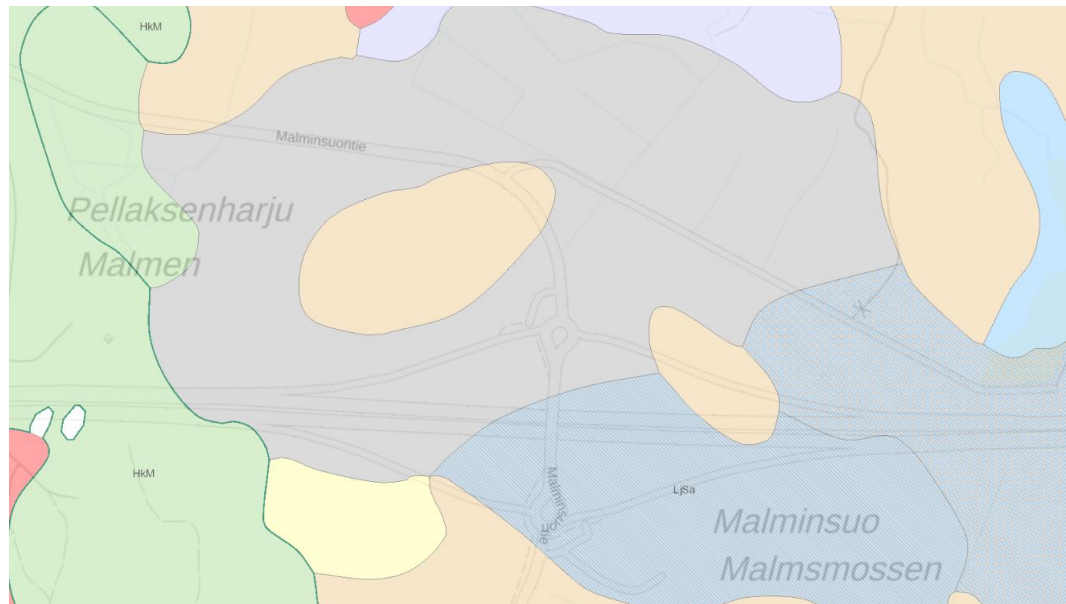 HkM
Malminsuontie
Pellaksenharju
Malmen
HkM
LjSa
Malminsuo
Malmsmossen